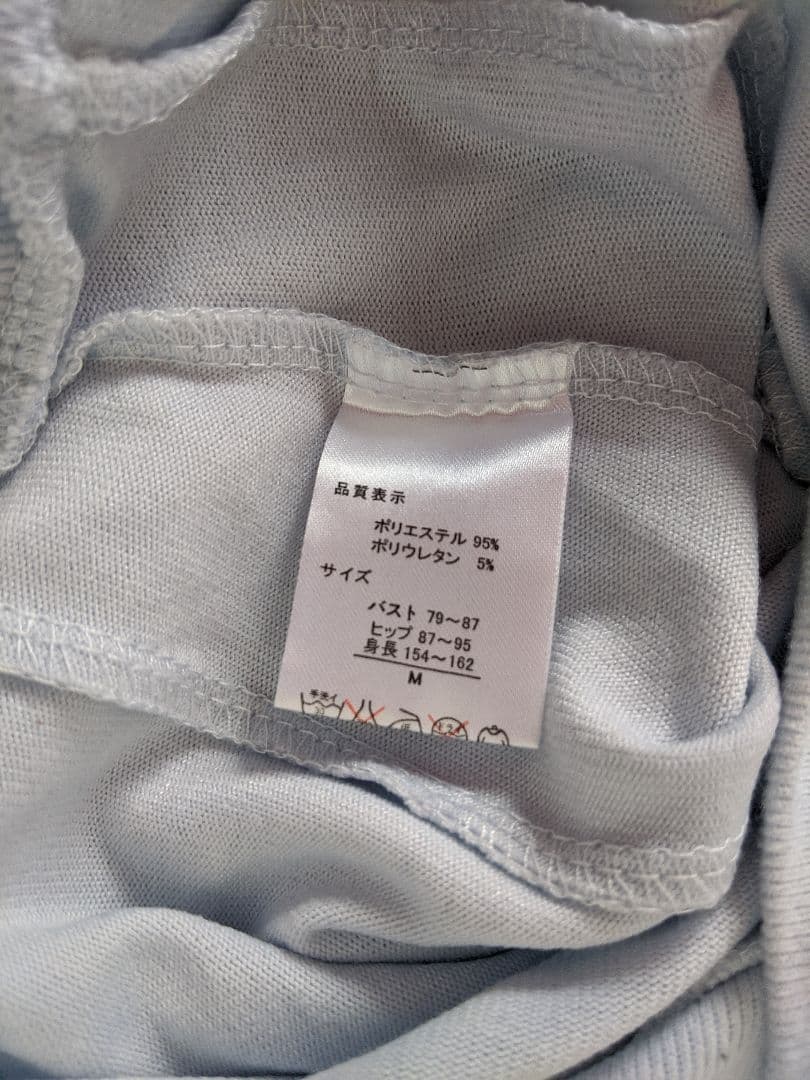 品質表示
ポリエステル 95%
ポリウレタン 5%
サイズ
バスト 79～87
ヒップ 87～95
身長 154～162
M
手洗イ
30